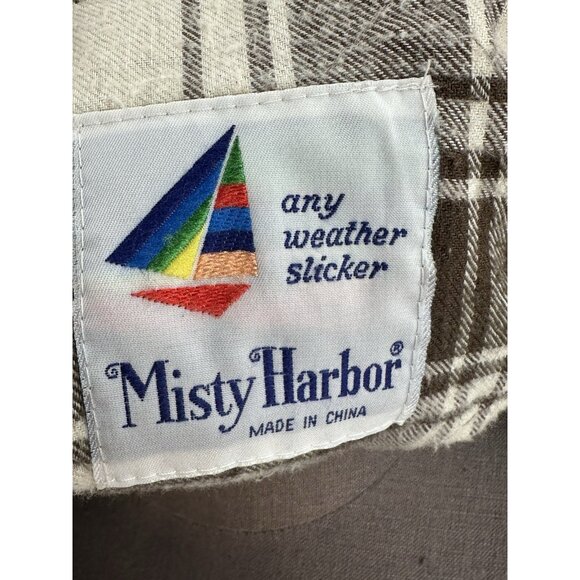 any
weather
slicker
Misty Harbor®
MADE IN CHINA